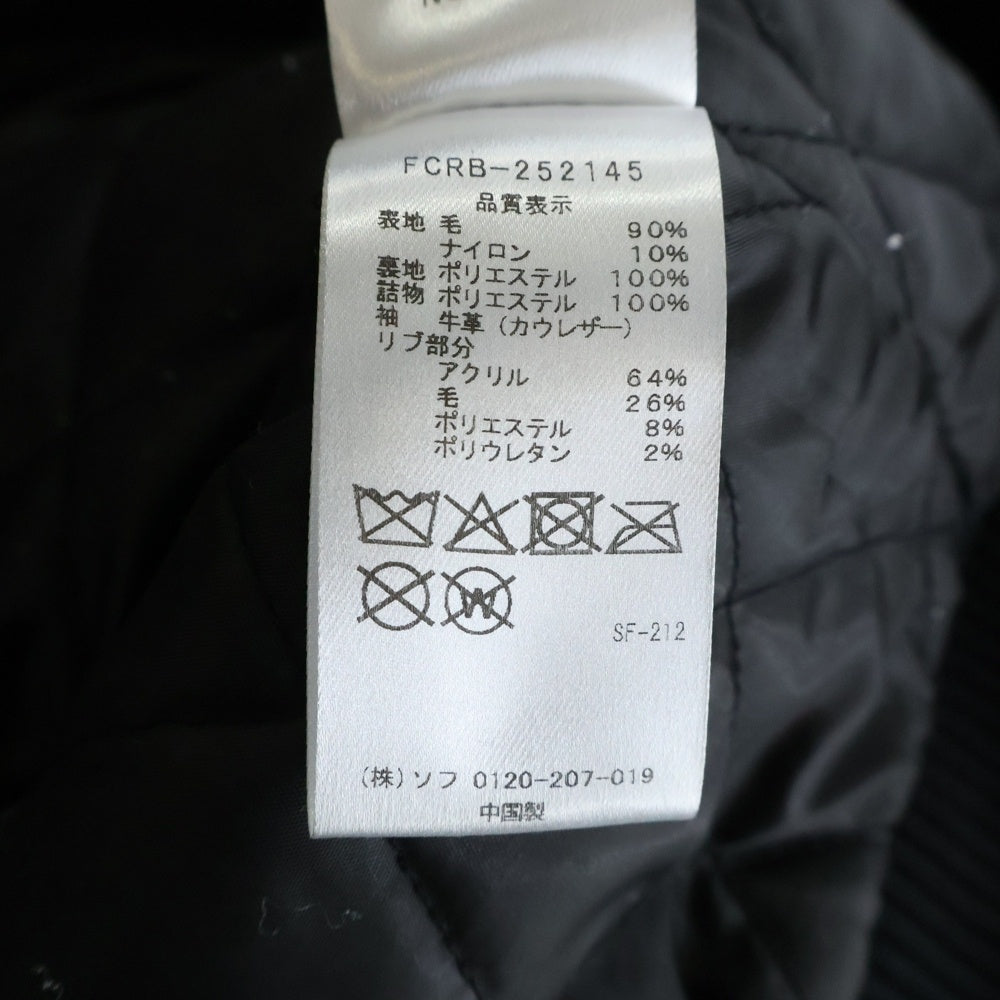 FCRB-252145
品質表示
表地 毛 90%
ナイロン 10%
裏地 ポリエステル 100%
詰物 ポリエステル 100%
袖 牛革（カウレザー）
リブ部分
アクリル 64%
毛 26%
ポリエステル 8%
ポリウレタン 2%
W
SF-212
(株)ソフ 0120-207-019
中国製